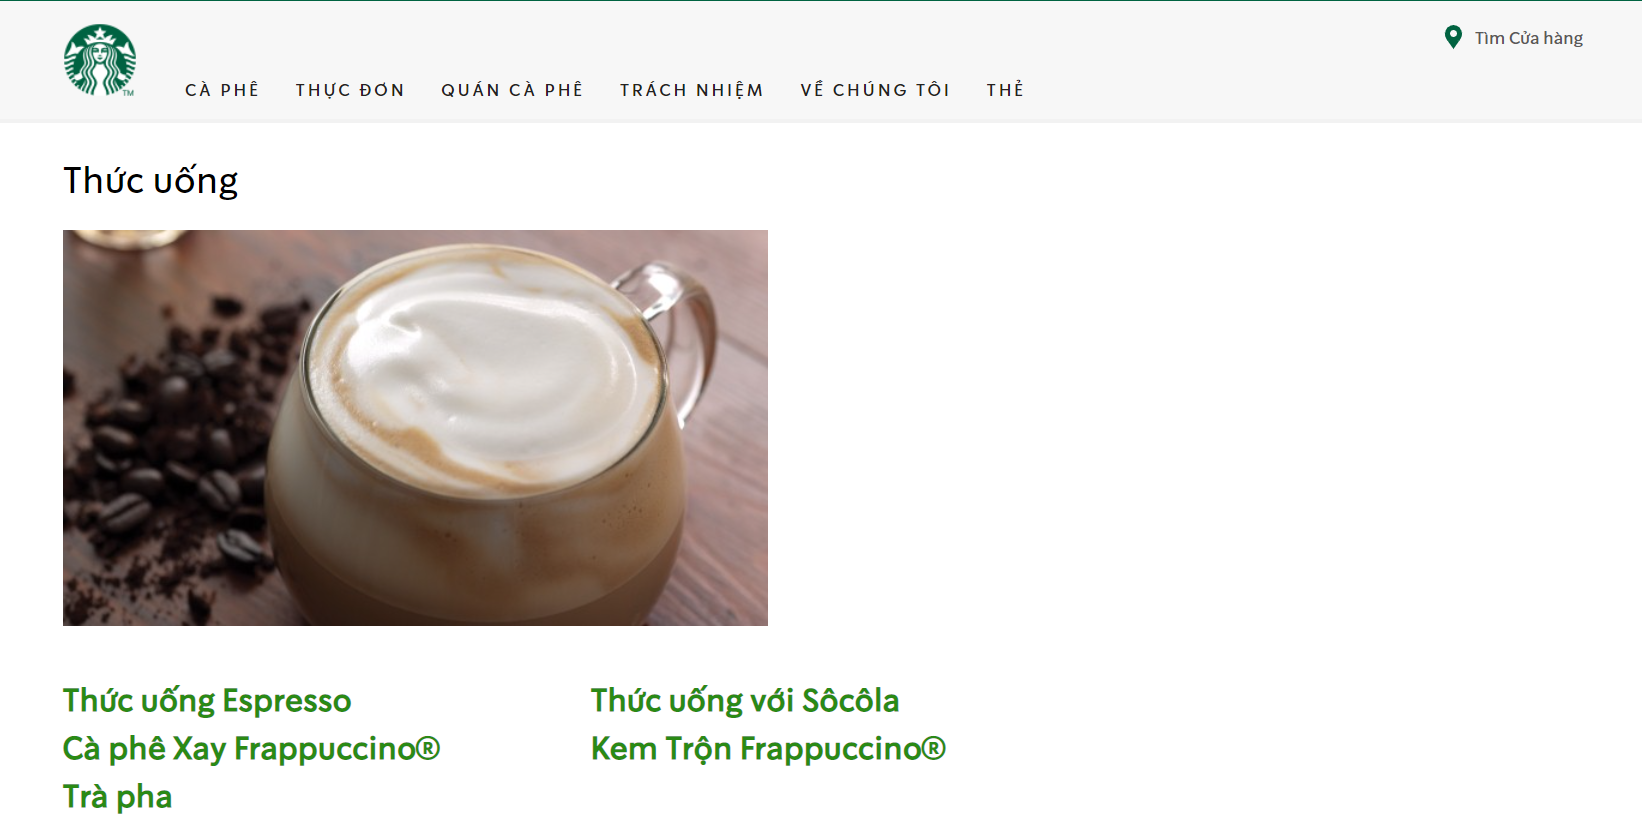 TM
Tìm Cửa hàng
CÀ PHÊ THỰC ĐƠN QUÁN CÀ PHÊ TRÁCH NHIỆM VỀ CHÚNG TÔI THẺ
Thức uống
Thức uống Espresso
Cà phê Xay Frappuccino®
Trà pha
Thức uống với Sôcôla
Kem Trộn Frappuccino®